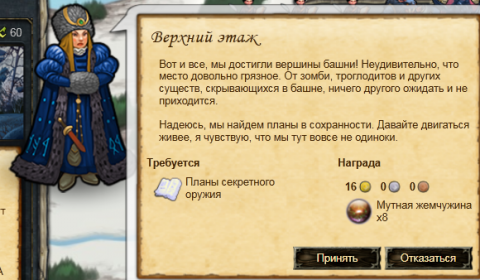 60
Верхний этаж
Вот и все, мы достигли вершины башни! Неудивительно, что
место довольно грязное. От зомби, троглодитов и других
существ, скрывающихся в башне, ничего другого ожидать и не
приходится.
Надеюсь, мы найдем планы в сохранности. Давайте двигаться
живее, я чувствую, что мы тут вовсе не одиноки.
Требуется
Планы секретного
оружия
Награда
16 0 0
Мутная жемчужина
x8
Принять
Отказаться